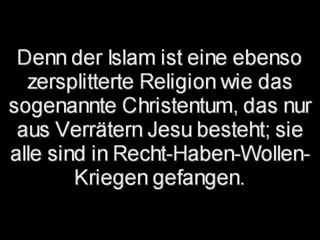 Denn der Islam ist eine ebenso
zersplitterte Religion wie das
sogenannte Christentum, das nur
aus Verrätern Jesu besteht; sie
alle sind in Recht-Haben-Wollen-
Kriegen gefangen.